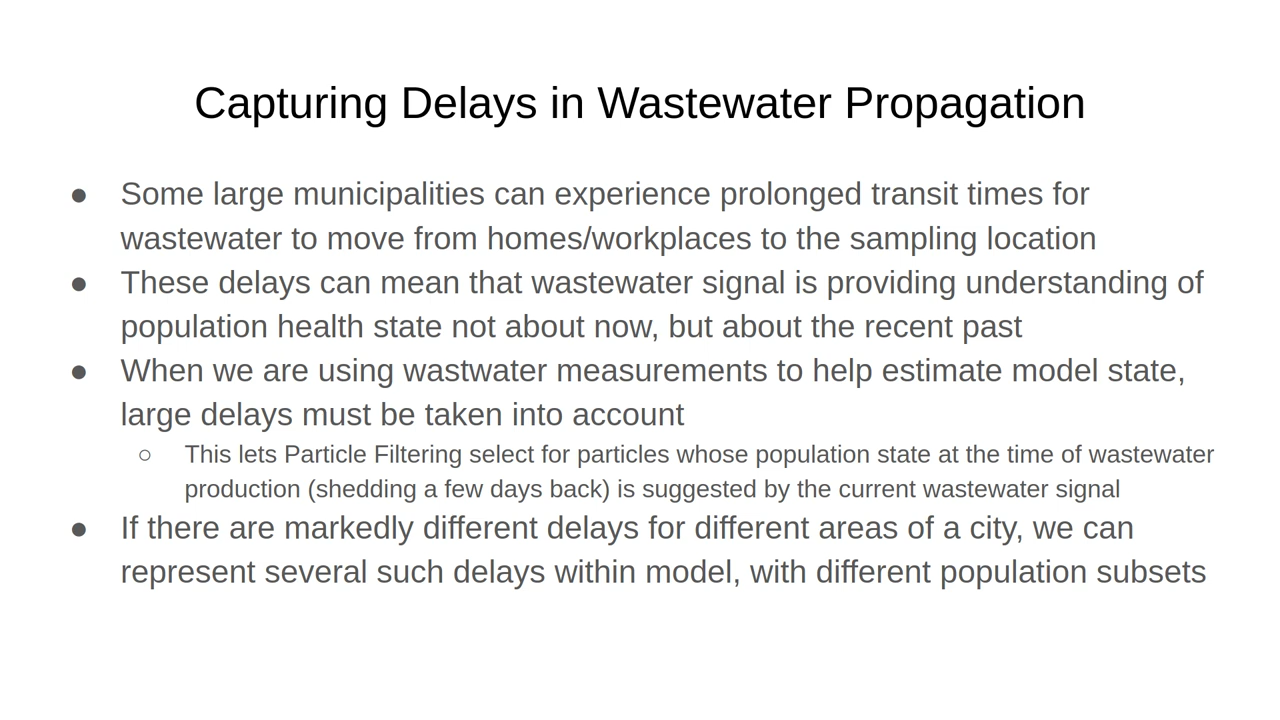 Capturing Delays in Wastewater Propagation
● Some large municipalities can experience prolonged transit times for
wastewater to move from homes/workplaces to the sampling location
● These delays can mean that wastewater signal is providing understanding of
population health state not about now, but about the recent past
● When we are using wastwater measurements to help estimate model state,
large delays must be taken into account
○ This lets Particle Filtering select for particles whose population state at the time of wastewater
production (shedding a few days back) is suggested by the current wastewater signal
● If there are markedly different delays for different areas of a city, we can
represent several such delays within model, with different population subsets